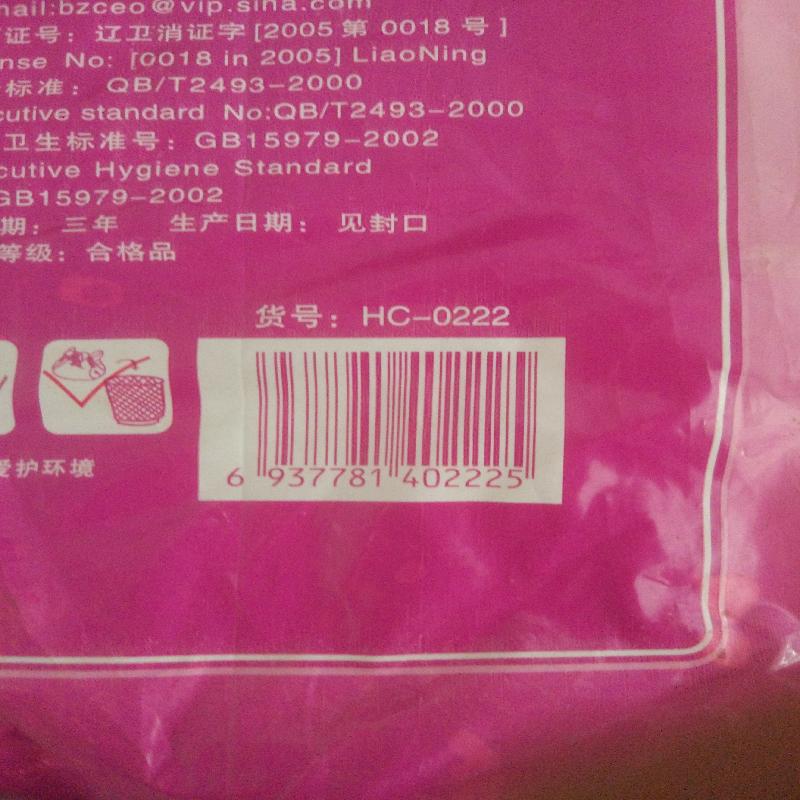 mail:bzceo@vip.sina.com
证号：辽卫消证字[2005第0018号]
nse No: [0018 in 2005] LiaoNing
标准：QB/T2493-2000
cutive standard No:QB/T2493-2000
卫生标准号：GB15979-2002
cutive Hygiene Standard
GB15979-2002
期：三年 生产日期：见封口
等级：合格品
货号：HC-0222
6 937781 402225
爱护环境